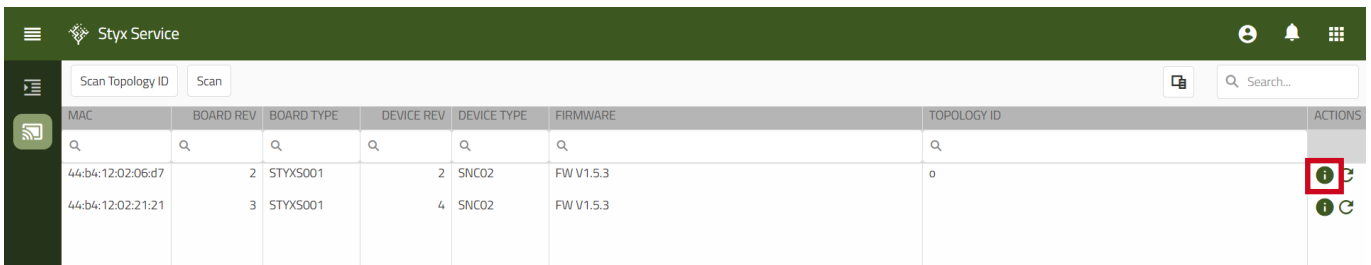 Styx Service
Scan Topology ID Scan Search...
MAC BOARD REV BOARD TYPE DEVICE REV DEVICE TYPE FIRMWARE TOPOLOGY ID ACTIONS
44:b4:12:02:06:d7 2 STYXS001 2 SNC02 FW V1.5.3 o
44:b4:12:02:21:21 3 STYXS001 4 SNC02 FW V1.5.3